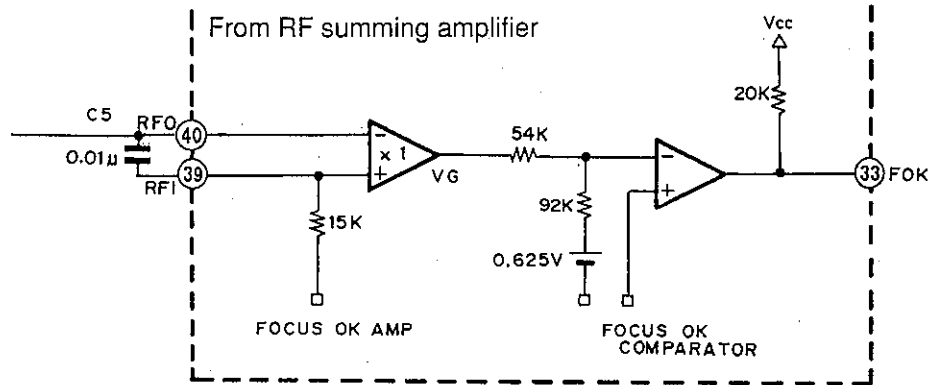 From RF summing amplifier
Vcc
C5
RFO
40
20K
54K
0.01μ
× 1
-
+
-
+
RFI
39
VG
33
FOK
15K
92K
0.625V
FOCUS OK AMP
FOCUS OK
COMPARATOR